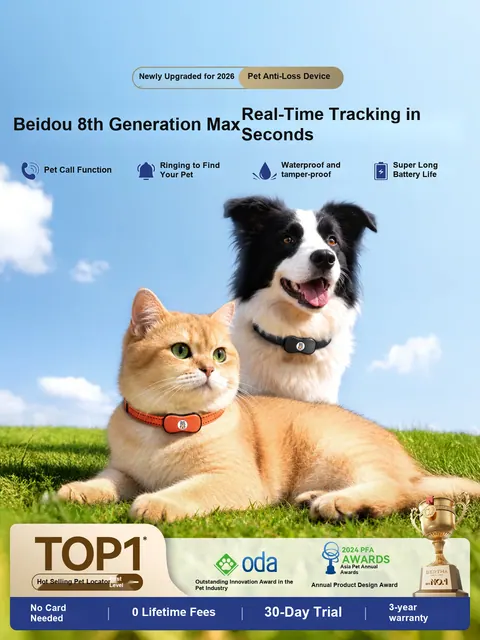 Newly Upgraded for 2026
Pet Anti-Loss Device
Beidou 8th Generation Max
Real-Time Tracking in
Seconds
Pet Call Function
Ringing to Find
Your Pet
Waterproof and
tamper-proof
Super Long
Battery Life
TOP1
Hot Selling Pet Locator
Level
oda
Outstanding Innovation Award in the
Pet Industry
2024 PFA
AWARDS
Asia Pet Annual
Awards
Annual Product Design Award
NO.1
No Card
Needed
0 Lifetime Fees
30-Day Trial
3-year
warranty